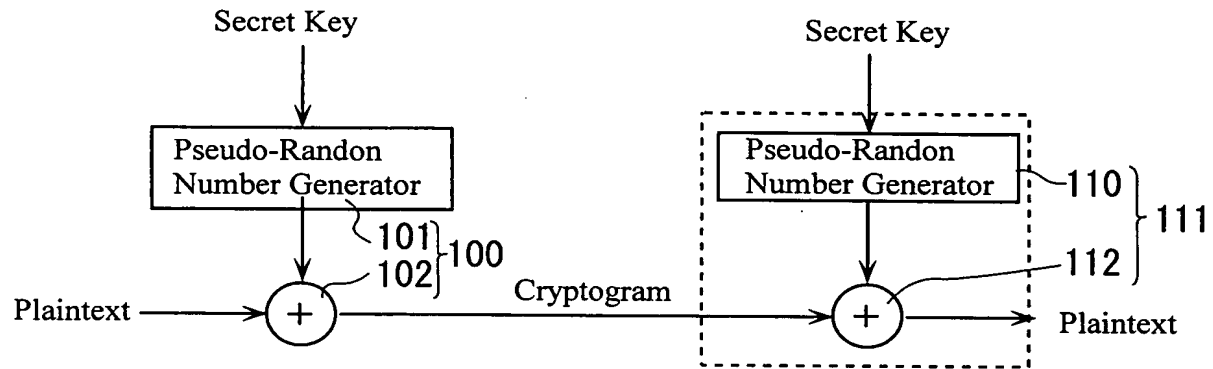 Secret Key
Pseudo-Randon
Number Generator
101
102
100
Plaintext
Cryptogram
Secret Key
Pseudo-Randon
Number Generator
110
111
112
Plaintext